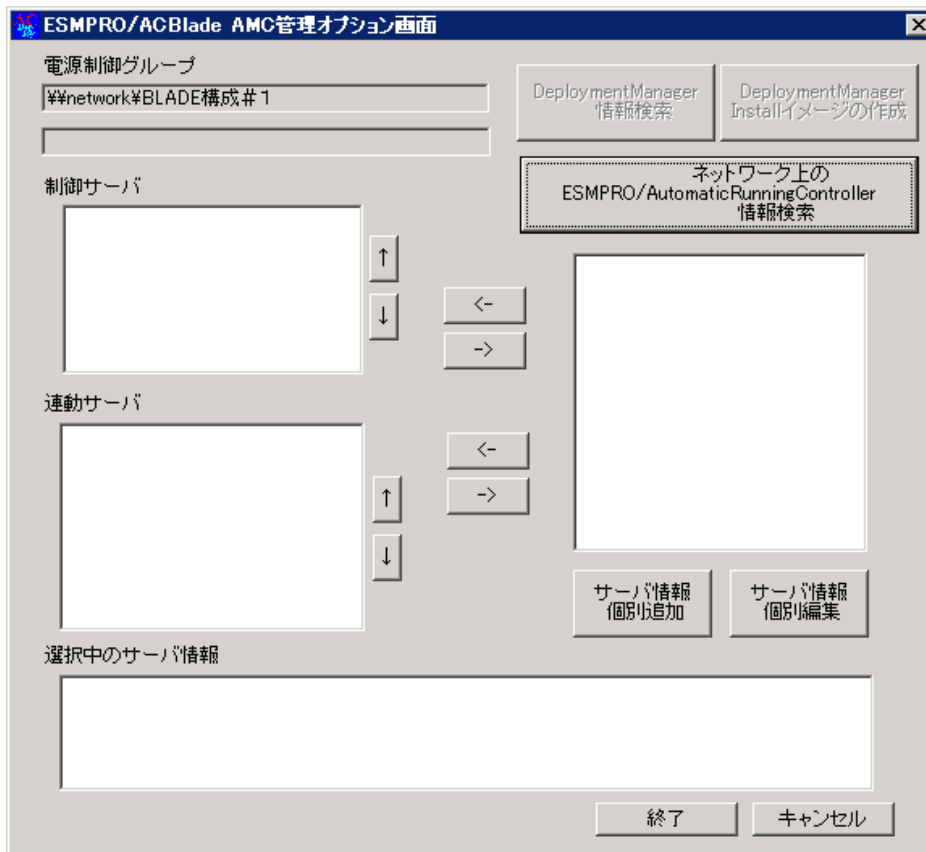 ESMPRO/ACBlade AMC管理オプション画面
電源制御グループ
¥¥network¥BLADE構成＃１
DeploymentManager
情報検索
DeploymentManager
Installイメージの作成
ネットワーク上の
ESMPRO/AutomaticRunningController
情報検索
制御サーバ
↑
↓
<-
->
連動サーバ
↑
↓
<-
->
サーバ情報
個別追加
サーバ情報
個別編集
選択中のサーバ情報
終了
キャンセル